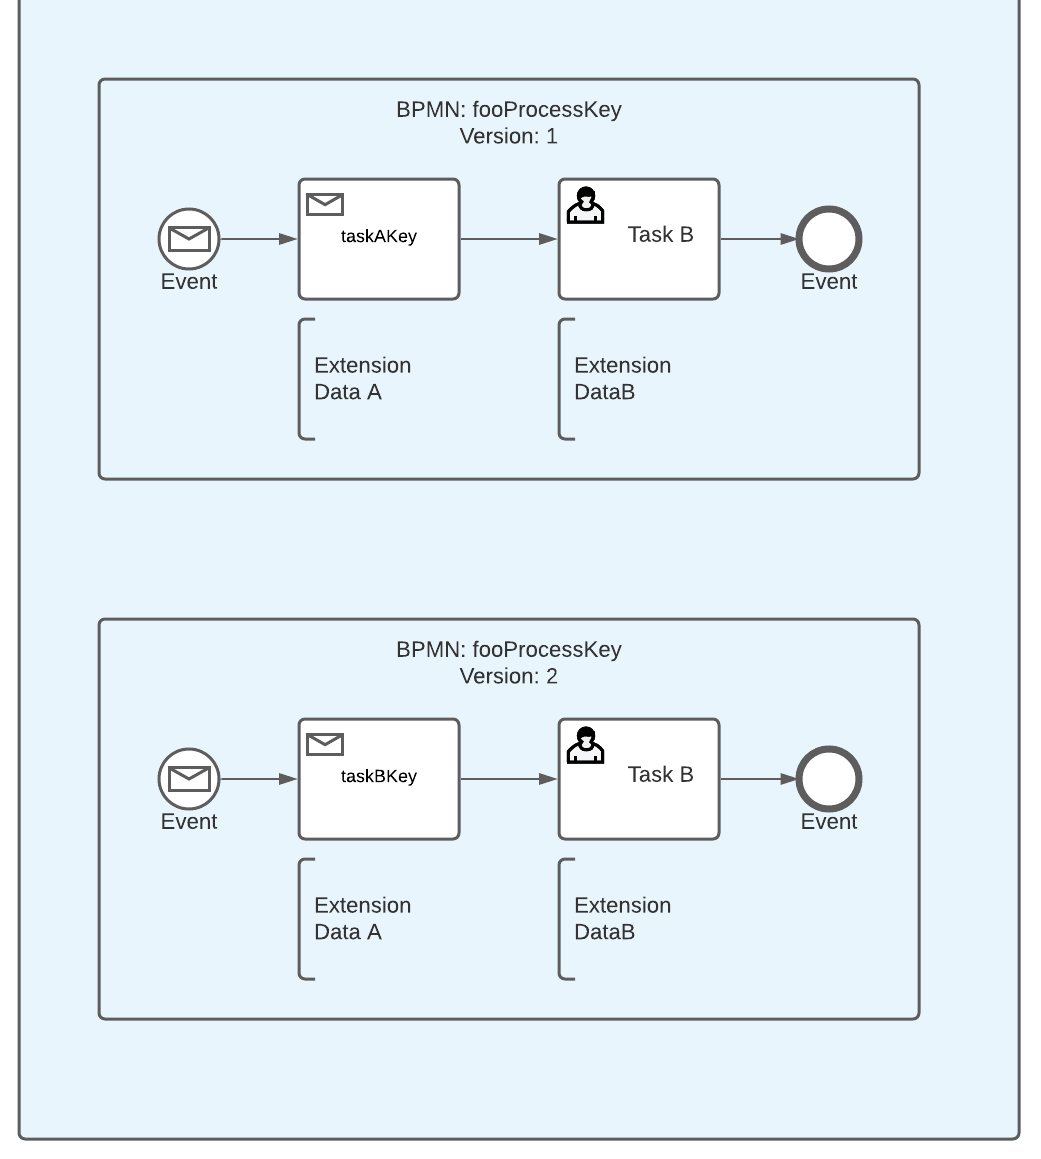 BPMN: fooProcessKey
Version: 1
taskAKey
Task B
Event
Event
Extension
Data A
Extension
DataB
BPMN: fooProcessKey
Version: 2
taskBKey
Task B
Event
Event
Extension
Data A
Extension
DataB